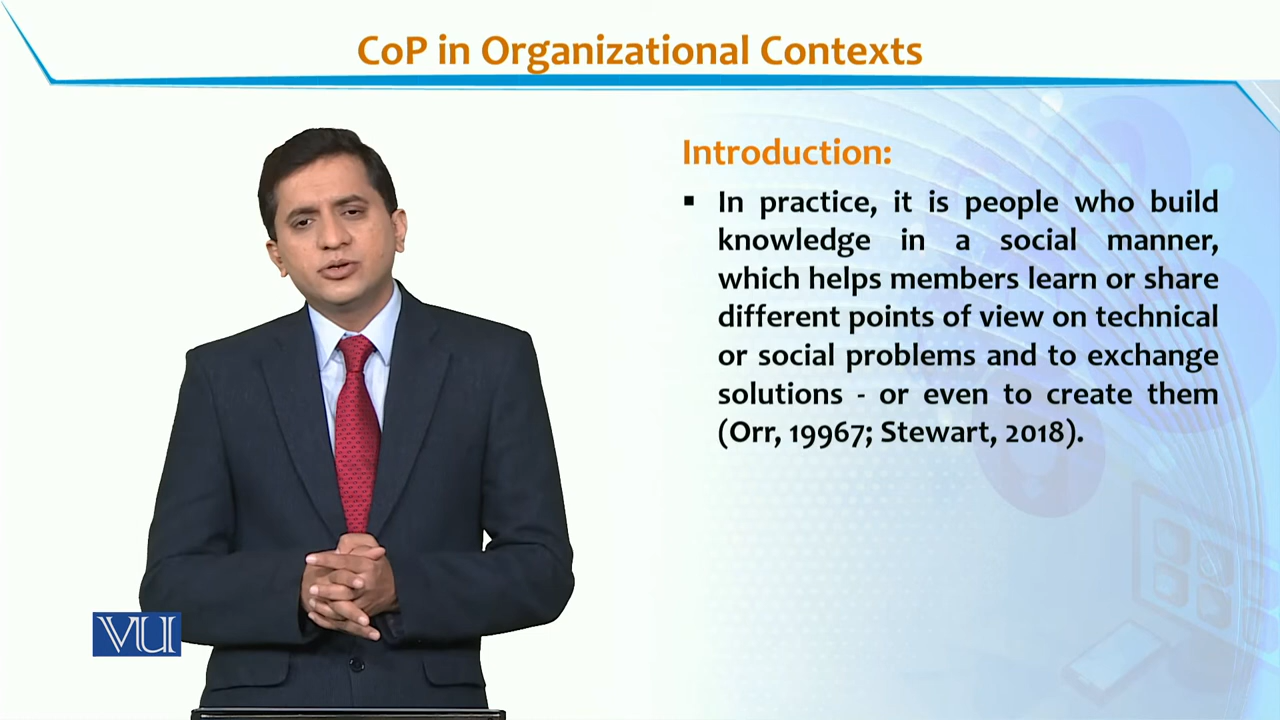 CoP in Organizational Contexts
Introduction:
▪ In practice, it is people who build
knowledge in a social manner,
which helps members learn or share
different points of view on technical
or social problems and to exchange
solutions - or even to create them
(Orr, 19967; Stewart, 2018).
VU